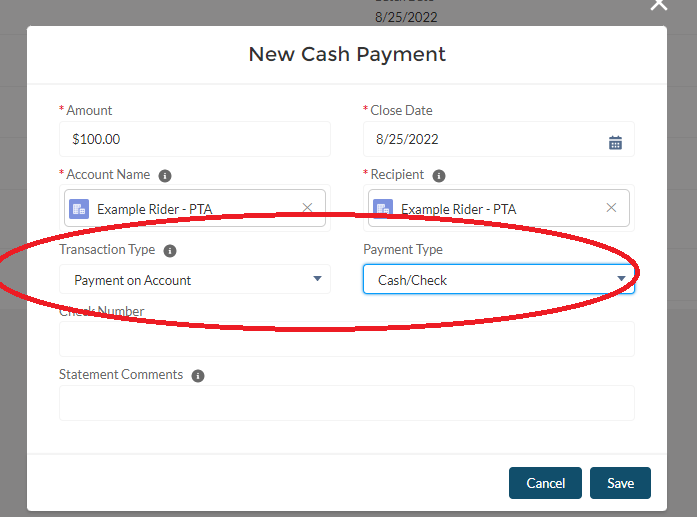 8/25/2022
New Cash Payment
* Amount
* Close Date
$100.00
8/25/2022
* Account Name
* Recipient
Example Rider - PTA
Example Rider - PTA
Transaction Type
Payment Type
Payment on Account
Cash/Check
Check Number
Statement Comments
Cancel
Save